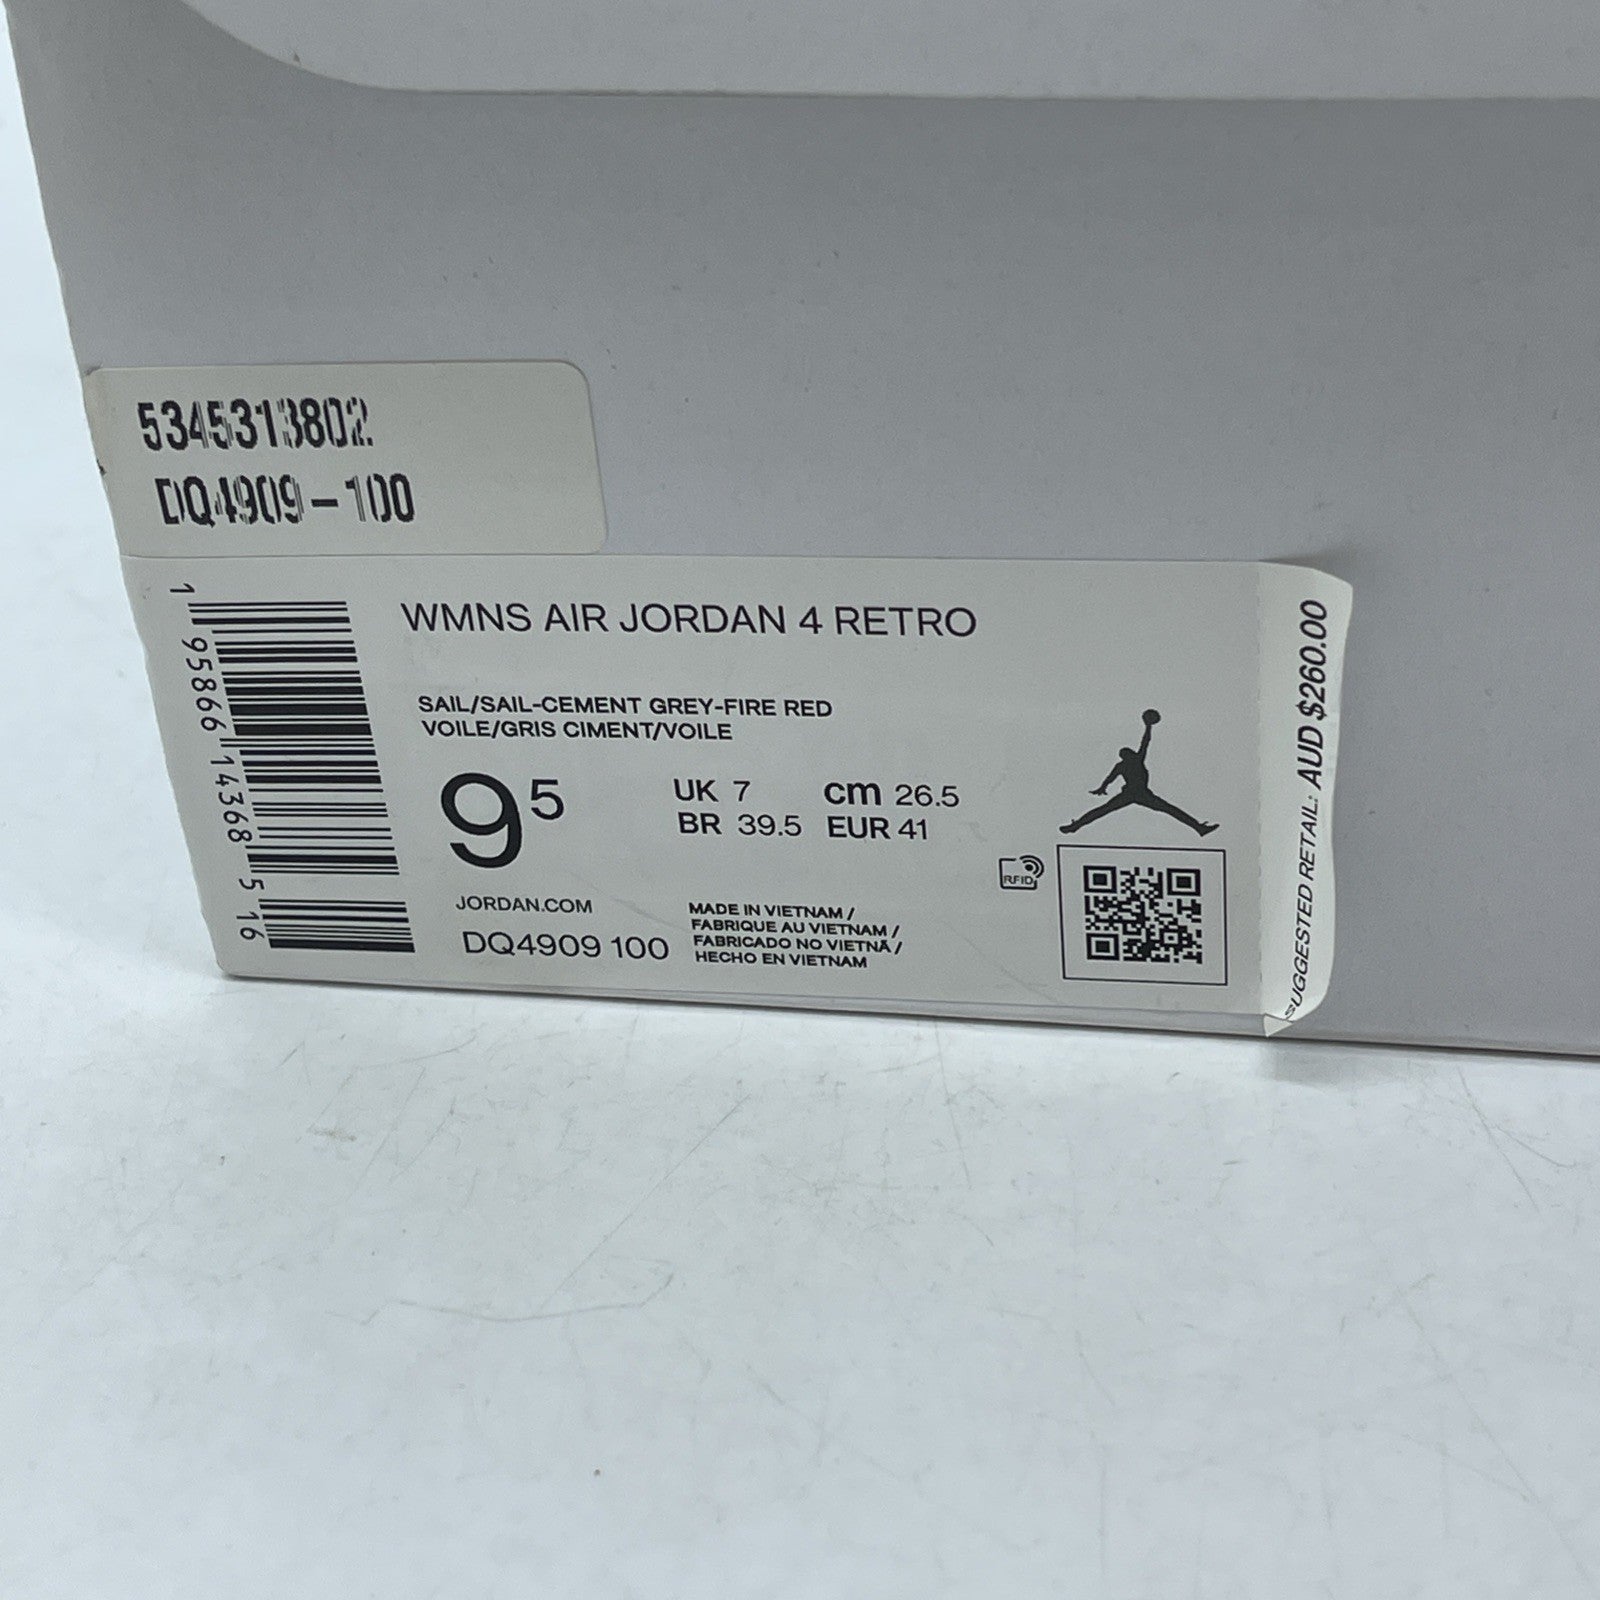 5345313802
DQ4909-100
WMNS AIR JORDAN 4 RETRO
SAIL/SAIL-CEMENT GREY-FIRE RED
VOILE/GRIS CIMENT/VOILE
9 5
UK 7 cm 26.5
BR 39.5 EUR 41
JORDAN.COM
DQ4909 100
MADE IN VIETNAM /
FABRIQUE AU VIETNAM /
FABRICADO NO VIETNÃ /
HECHO EN VIETNAM
RFID
1 95866 14368 5 16
SUGGESTED RETAIL: AUD $260.00